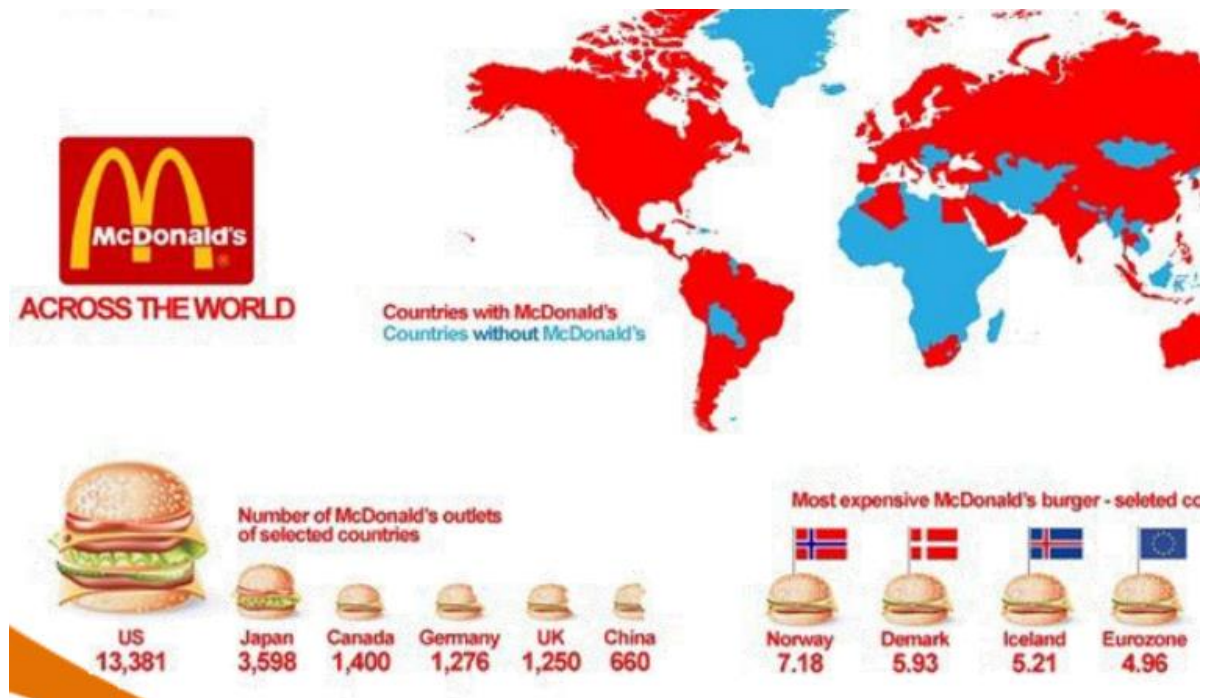 McDonald's
ACROSS THE WORLD
Countries with McDonald's
Countries without McDonald's
Number of McDonald's outlets
of selected countries
US
13,381
Japan
3,598
Canada
1,400
Germany
1,276
UK
1,250
China
660
Most expensive McDonald's burger - seleted co
Norway
7.18
Demark
5.93
Iceland
5.21
Eurozone
4.96